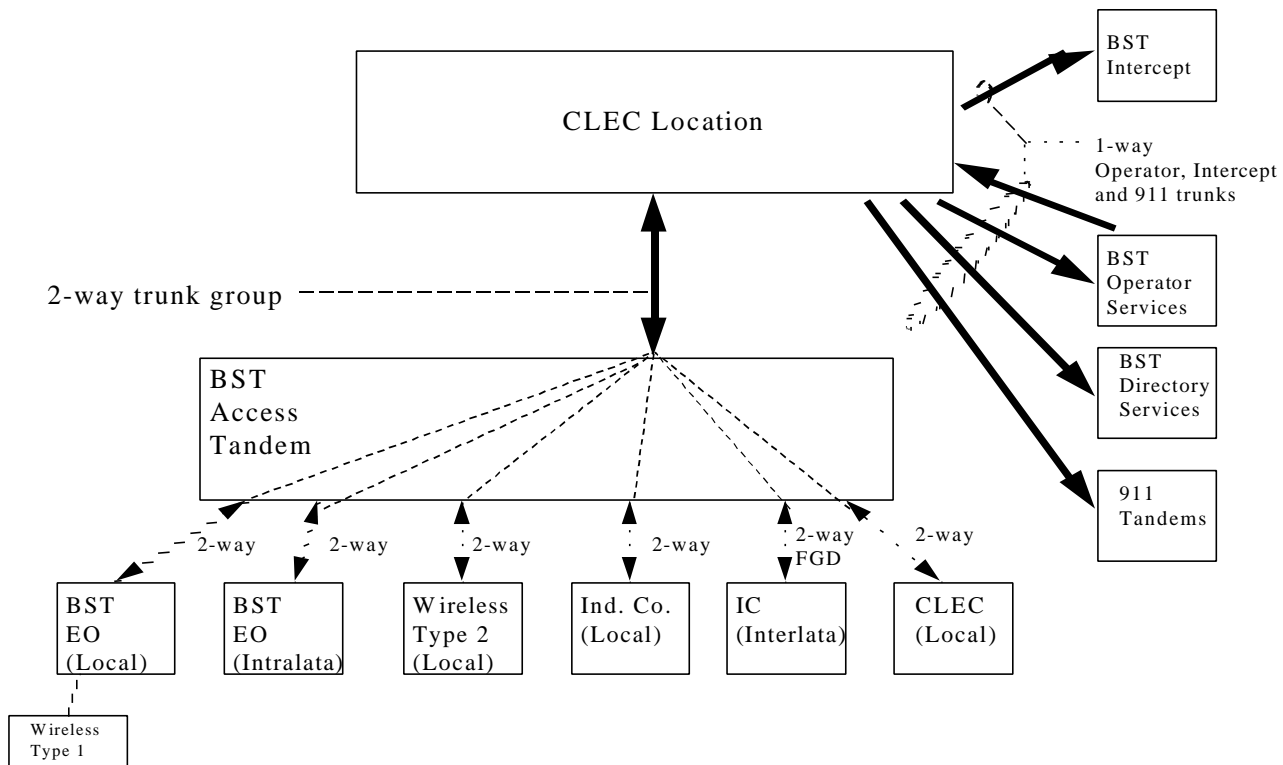 BST
Intercept
CLEC Location
1-way
Operator, Intercept
and 911 trunks
BST
Operator
Services
2-way trunk group
BST
Directory
Services
BST
Access
Tandem
911
Tandems
2-way
2-way
2-way
2-way
2-way
FGD
2-way
BST
EO
(Local)
BST
EO
(Intralata)
Wireless
Type 2
(Local)
Ind. Co.
(Local)
IC
(Interlata)
CLEC
(Local)
Wireless
Type 1